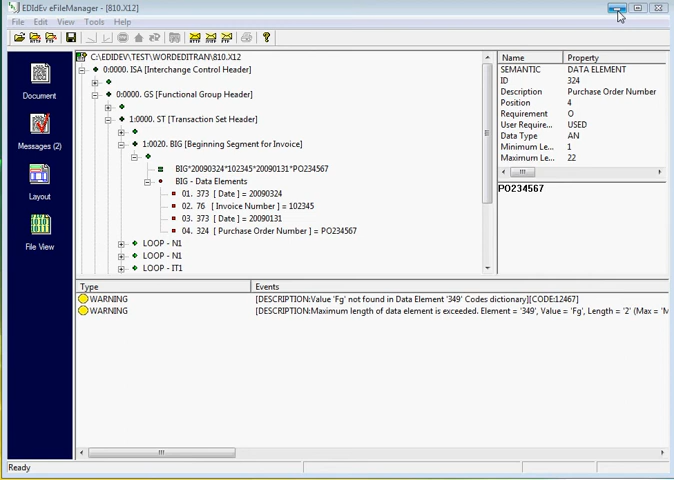 EDIdEv eFileManager - [810.X12]
File Edit View Tools Help
Document
Messages (2)
Layout
File View
C:\EDIDEV\TEST\WORDEDITRAN\810.X12
0:0000. ISA [Interchange Control Header]
0:0000. GS [Functional Group Header]
1:0000. ST [Transaction Set Header]
1:0020. BIG [Beginning Segment for Invoice]
BIG*20090324*102345*20090131*PO234567
BIG - Data Elements
01. 373 [ Date ] = 20090324
02. 76 [ Invoice Number ] = 102345
03. 373 [ Date ] = 20090131
04. 324 [ Purchase Order Number ] = PO234567
LOOP - N1
LOOP - N1
LOOP - IT1
Name Property
SEMANTIC DATA ELEMENT
ID 324
Description Purchase Order Number
Position 4
Requirement O
User Require... USED
Data Type AN
Minimum Le... 1
Maximum Le... 22
PO234567
Type Events
WARNING [DESCRIPTION:Value 'Fg' not found in Data Element '349' Codes dictionary][CODE:12467]
WARNING [DESCRIPTION:Maximum length of data element is exceeded. Element = '349', Value = 'Fg', Length = '2' (Max =
Ready